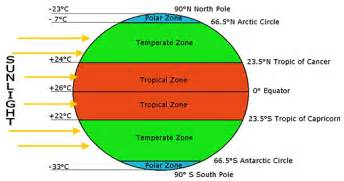 -23°C
90°N North Pole
Polar Zone
-7°C
66.5°N Arctic Circle
Temperate Zone
+24°C
23.5°N Tropic of Cancer
Tropical Zone
+26°C
0° Equator
Tropical Zone
+22°C
23.5°S Tropic of Capricorn
Temperate Zone
66.5°S Antarctic Circle
Polar Zone
-33°C
90° S South Pole
SUNLIGHT